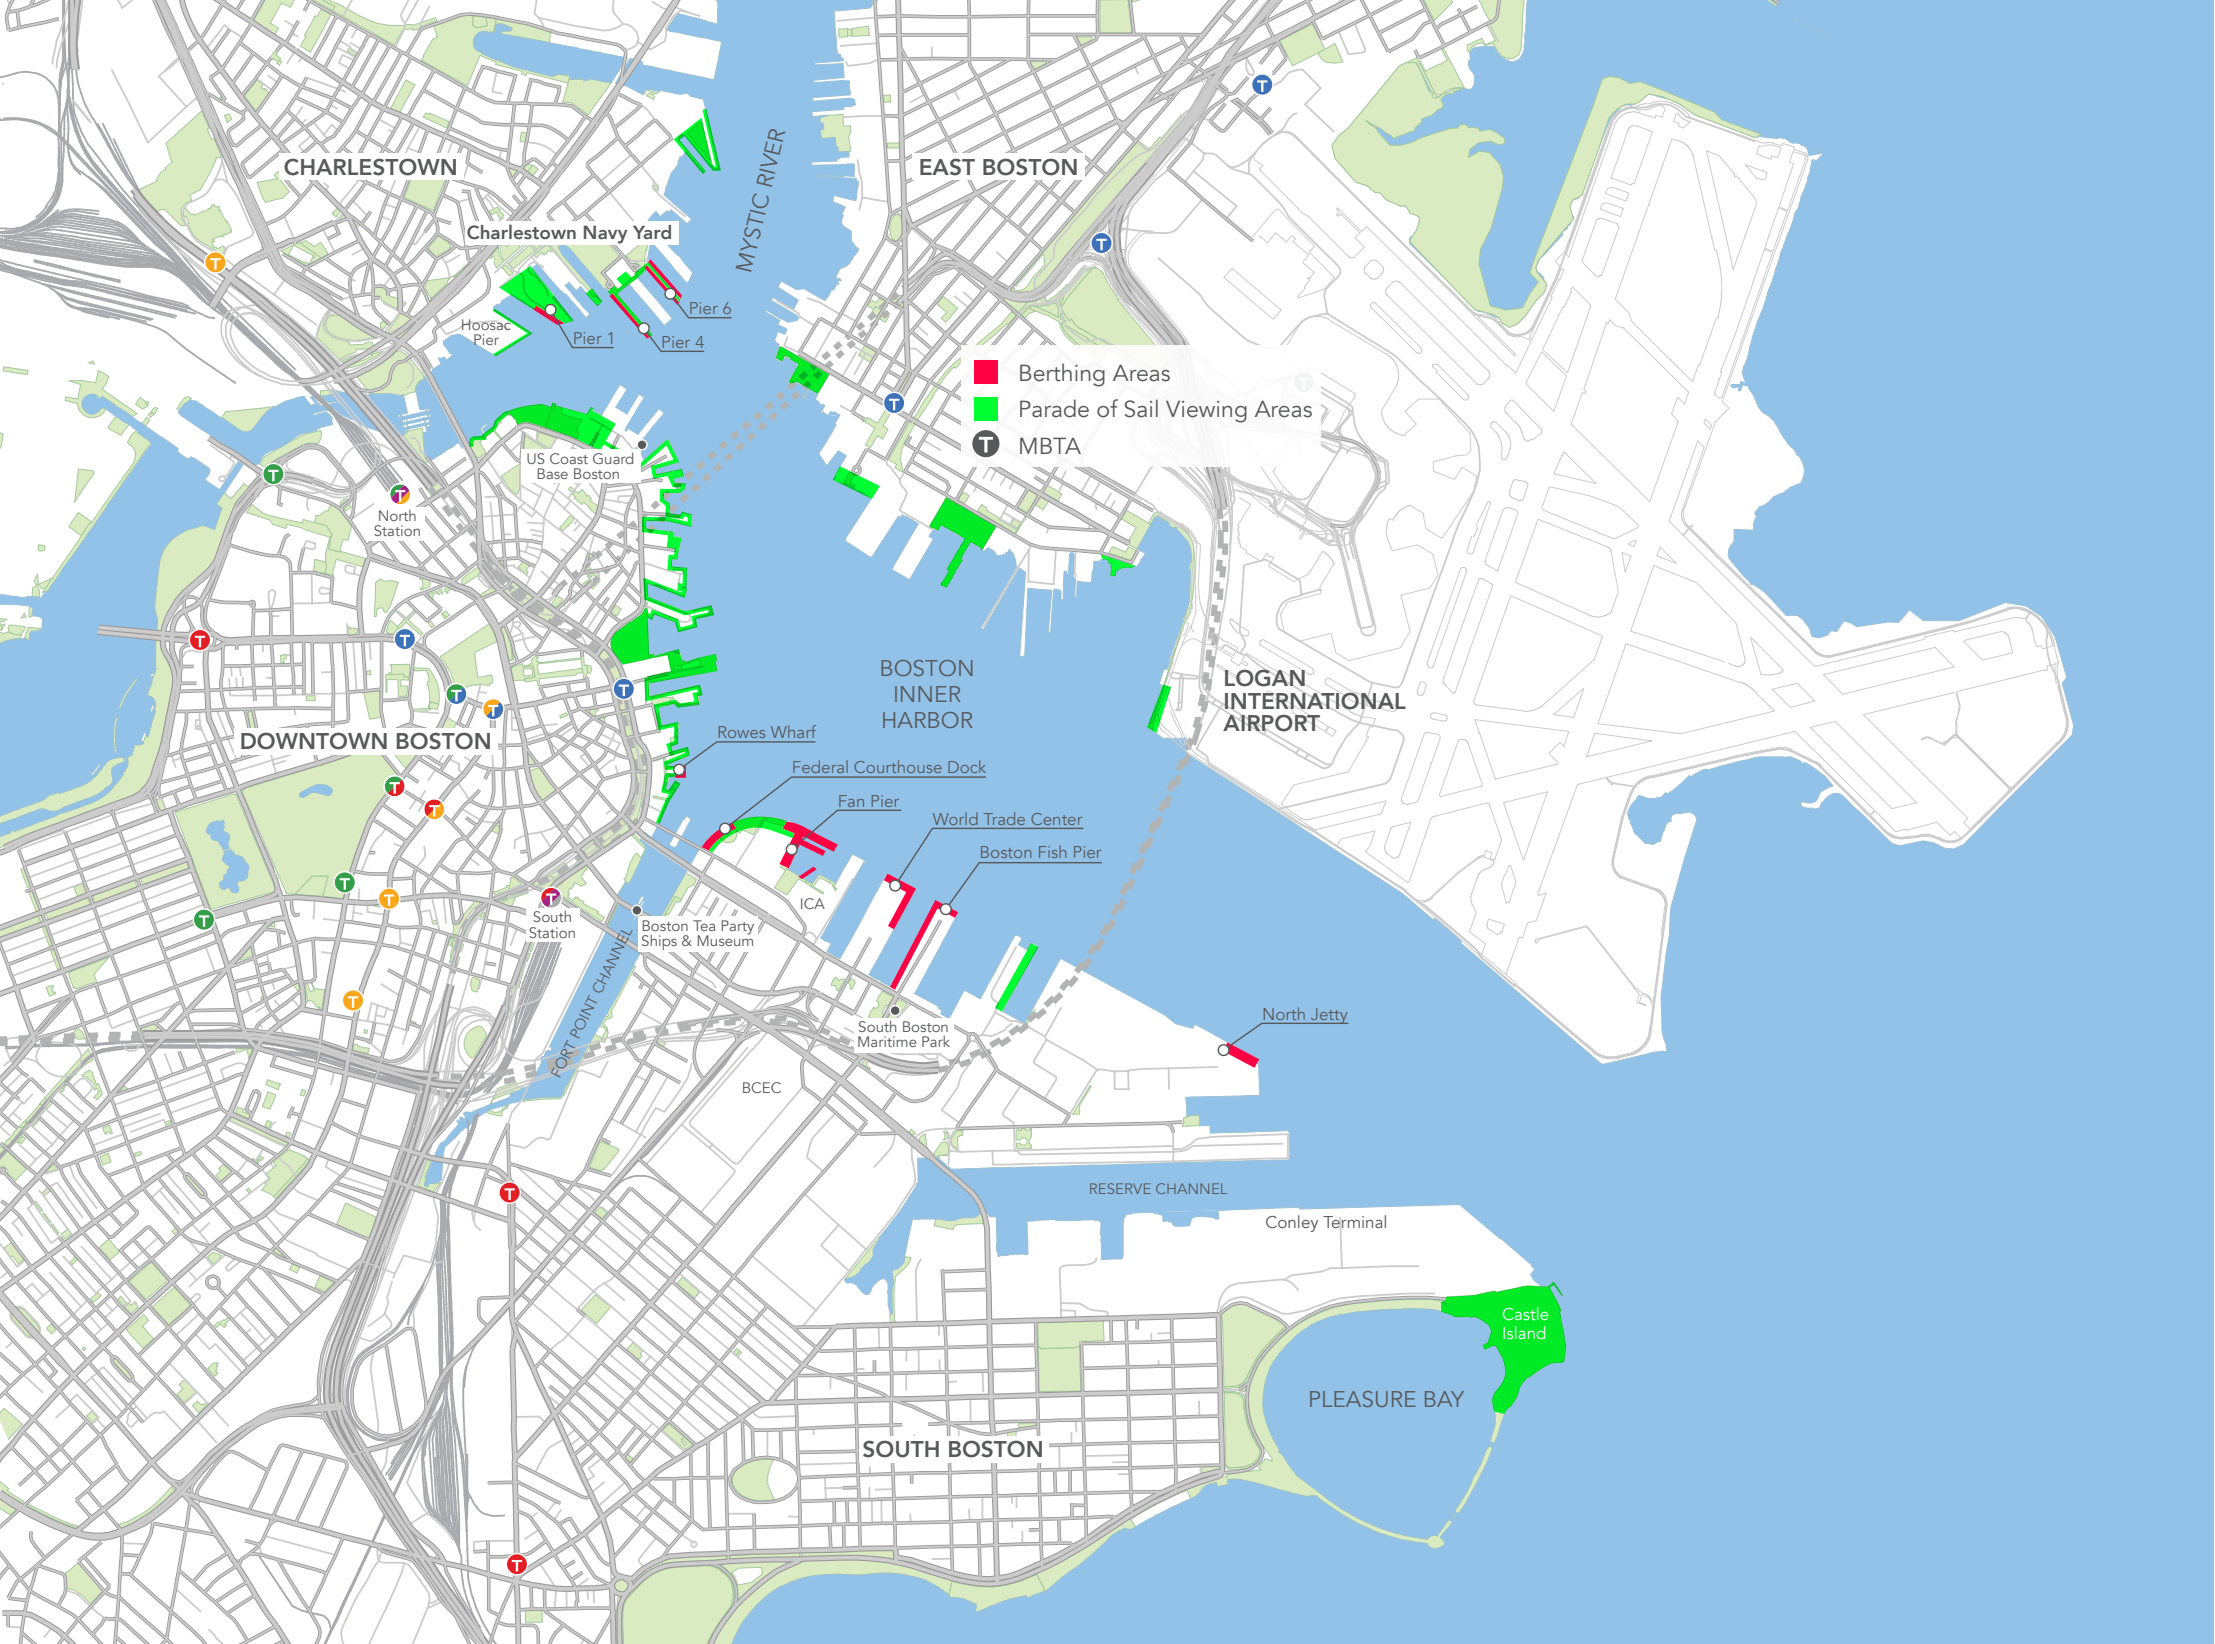 CHARLESTOWN
EAST BOSTON
MYSTIC RIVER
Charlestown Navy Yard
Pier 6
Hoosac
Pier
Pier 1
Pier 4
Berthing Areas
Parade of Sail Viewing Areas
T MBTA
US Coast Guard
Base Boston
North
Station
BOSTON
INNER
HARBOR
LOGAN
INTERNATIONAL
AIRPORT
DOWNTOWN BOSTON
Rowes Wharf
Federal Courthouse Dock
Fan Pier
World Trade Center
Boston Fish Pier
ICA
South
Station
Boston Tea Party
Ships & Museum
FORT POINT CHANNEL
South Boston
Maritime Park
North Jetty
BCEC
RESERVE CHANNEL
Conley Terminal
Castle
Island
PLEASURE BAY
SOUTH BOSTON